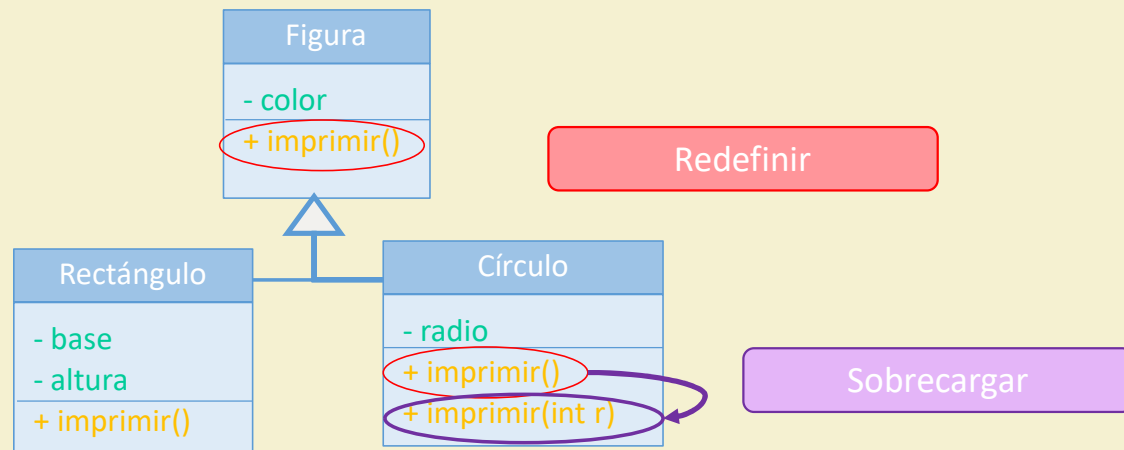 Figura
- color
+ imprimir()
Redefinir
Rectángulo
- base
- altura
+ imprimir()
Círculo
- radio
+ imprimir()
+ imprimir(int r)
Sobrecargar